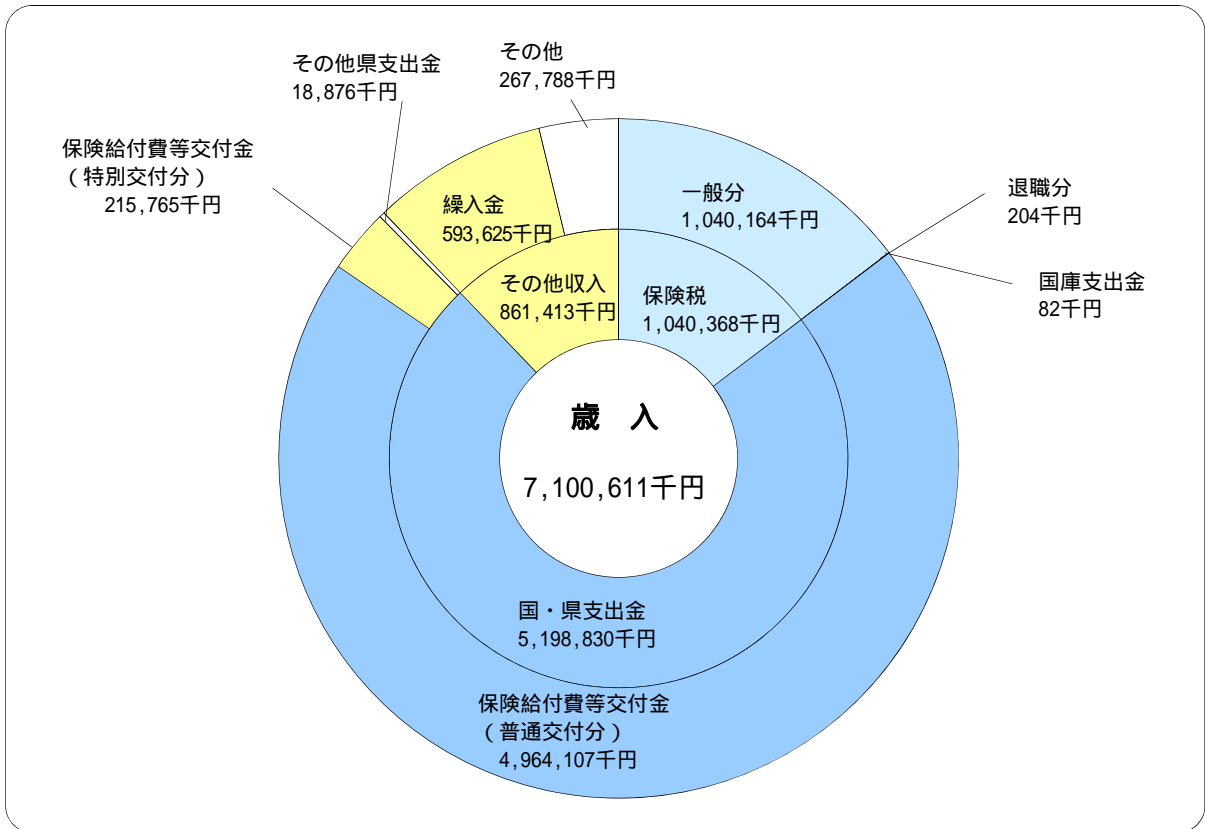 その他
267,788千円
その他県支出金
18,876千円
保険給付費等交付金
(特別交付分)
215,765千円
繰入金
593,625千円
一般分
1,040,164千円
退職分
204千円
国庫支出金
82千円
その他収入
861,413千円
保険税
1,040,368千円
歳 入
7,100,611千円
国・県支出金
5,198,830千円
保険給付費等交付金
(普通交付分)
4,964,107千円